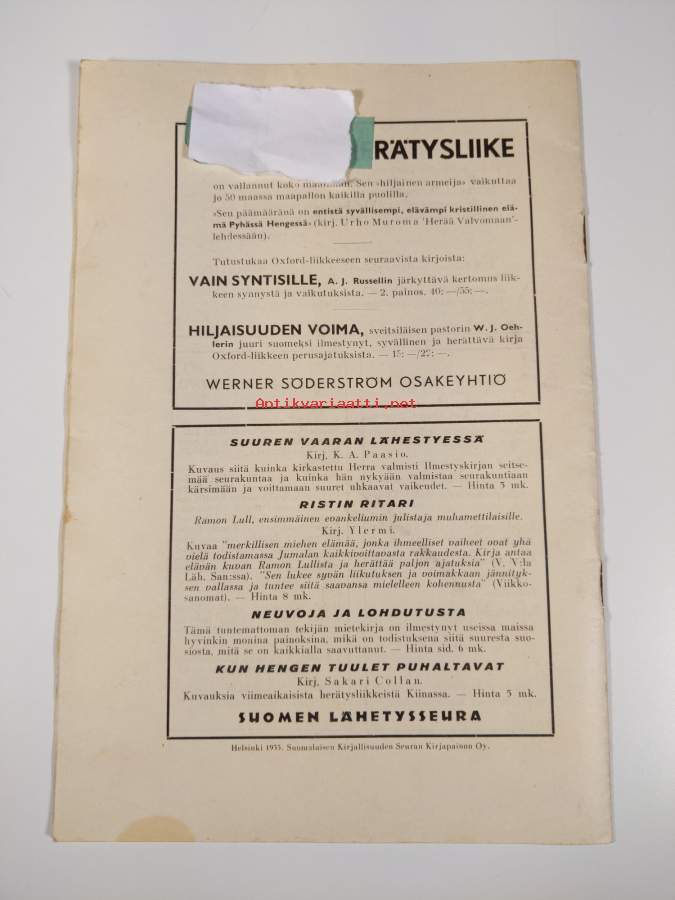 RÄTYSLIIKE
on vallannut koko maailman. Sen »hiljainen armeija» vaikuttaa
jo 50 maassa maapallon kaikilla puolilla.
»Sen päämääränä on entistä syvällisempi, elävämpi kristillinen elä-
mä Pyhässä Hengessä» (kirj. Urho Muroma 'Herää Valvomaan'-
lehdessään).
Tutustukaa Oxford-liikkeeseen seuraavista kirjoista:
VAIN SYNTISILLE, A. J. Russellin järkyttävä kertomus liik-
keen synnystä ja vaikutuksista. — 2. painos. 40: —/55: —.
HILJAISUUDEN VOIMA, sveitsiläisen pastorin W. J. Oeh-
lerin juuri suomeksi ilmestynyt, syvällinen ja herättävä kirja
Oxford-liikkeen perusajatuksista. — 15: —/22: —.
WERNER SÖDERSTRÖM OSAKEYHTIÖ
Antikvariaatti.net
SUUREN VAARAN LÄHESTYESSÄ
Kirj. K. A. Paasio.
Kuvaus siitä kuinka kirkastettu Herra valmisti Ilmestyskirjan seitse-
mää seurakuntaa ja kuinka hän nykyään valmistaa seurakuntiaan
kärsimään ja voittamaan suuret uhkaavat vaikeudet. — Hinta 5 mk.
RISTIN RITARI
Ramon Lull, ensimmäinen evankeliumin julistaja muhamettilaisille.
Kirj. Ylermi.
Kuvaa "merkillisen miehen elämää, jonka ihmeelliset vaiheet ovat yhä
vielä todistamassa Jumalan kaikkivoittavasta rakkaudesta. Kirja antaa
elävän kuvan Ramon Lullista ja herättää paljon ajatuksia" (V. V:la
Läh. San:ssa). "Sen lukee syvän liikutuksen ja voimakkaan jännityk-
sen vallassa ja tuntee siitä saavansa mielelleen kohennusta" (Viikko-
sanomat). — Hinta 8 mk.
NEUVOJA JA LOHDUTUSTA
Tämä tuntemattoman tekijän mietekirja on ilmestynyt useissa maissa
hyvinkin monina painoksina, mikä on todistuksena siitä suuresta suo-
siosta, mitä se on kaikkialla saavuttanut. — Hinta sid. 6 mk.
KUN HENGEN TUULET PUHALTAVAT
Kirj. Sakari Collan.
Kuvauksia viimeaikaisista herätysliikkeistä Kiinassa. — Hinta 5 mk.
SUOMEN LÄHETYSSEURA
Helsinki 1935. Suomalaisen Kirjallisuuden Seuran Kirjapainon Oy.